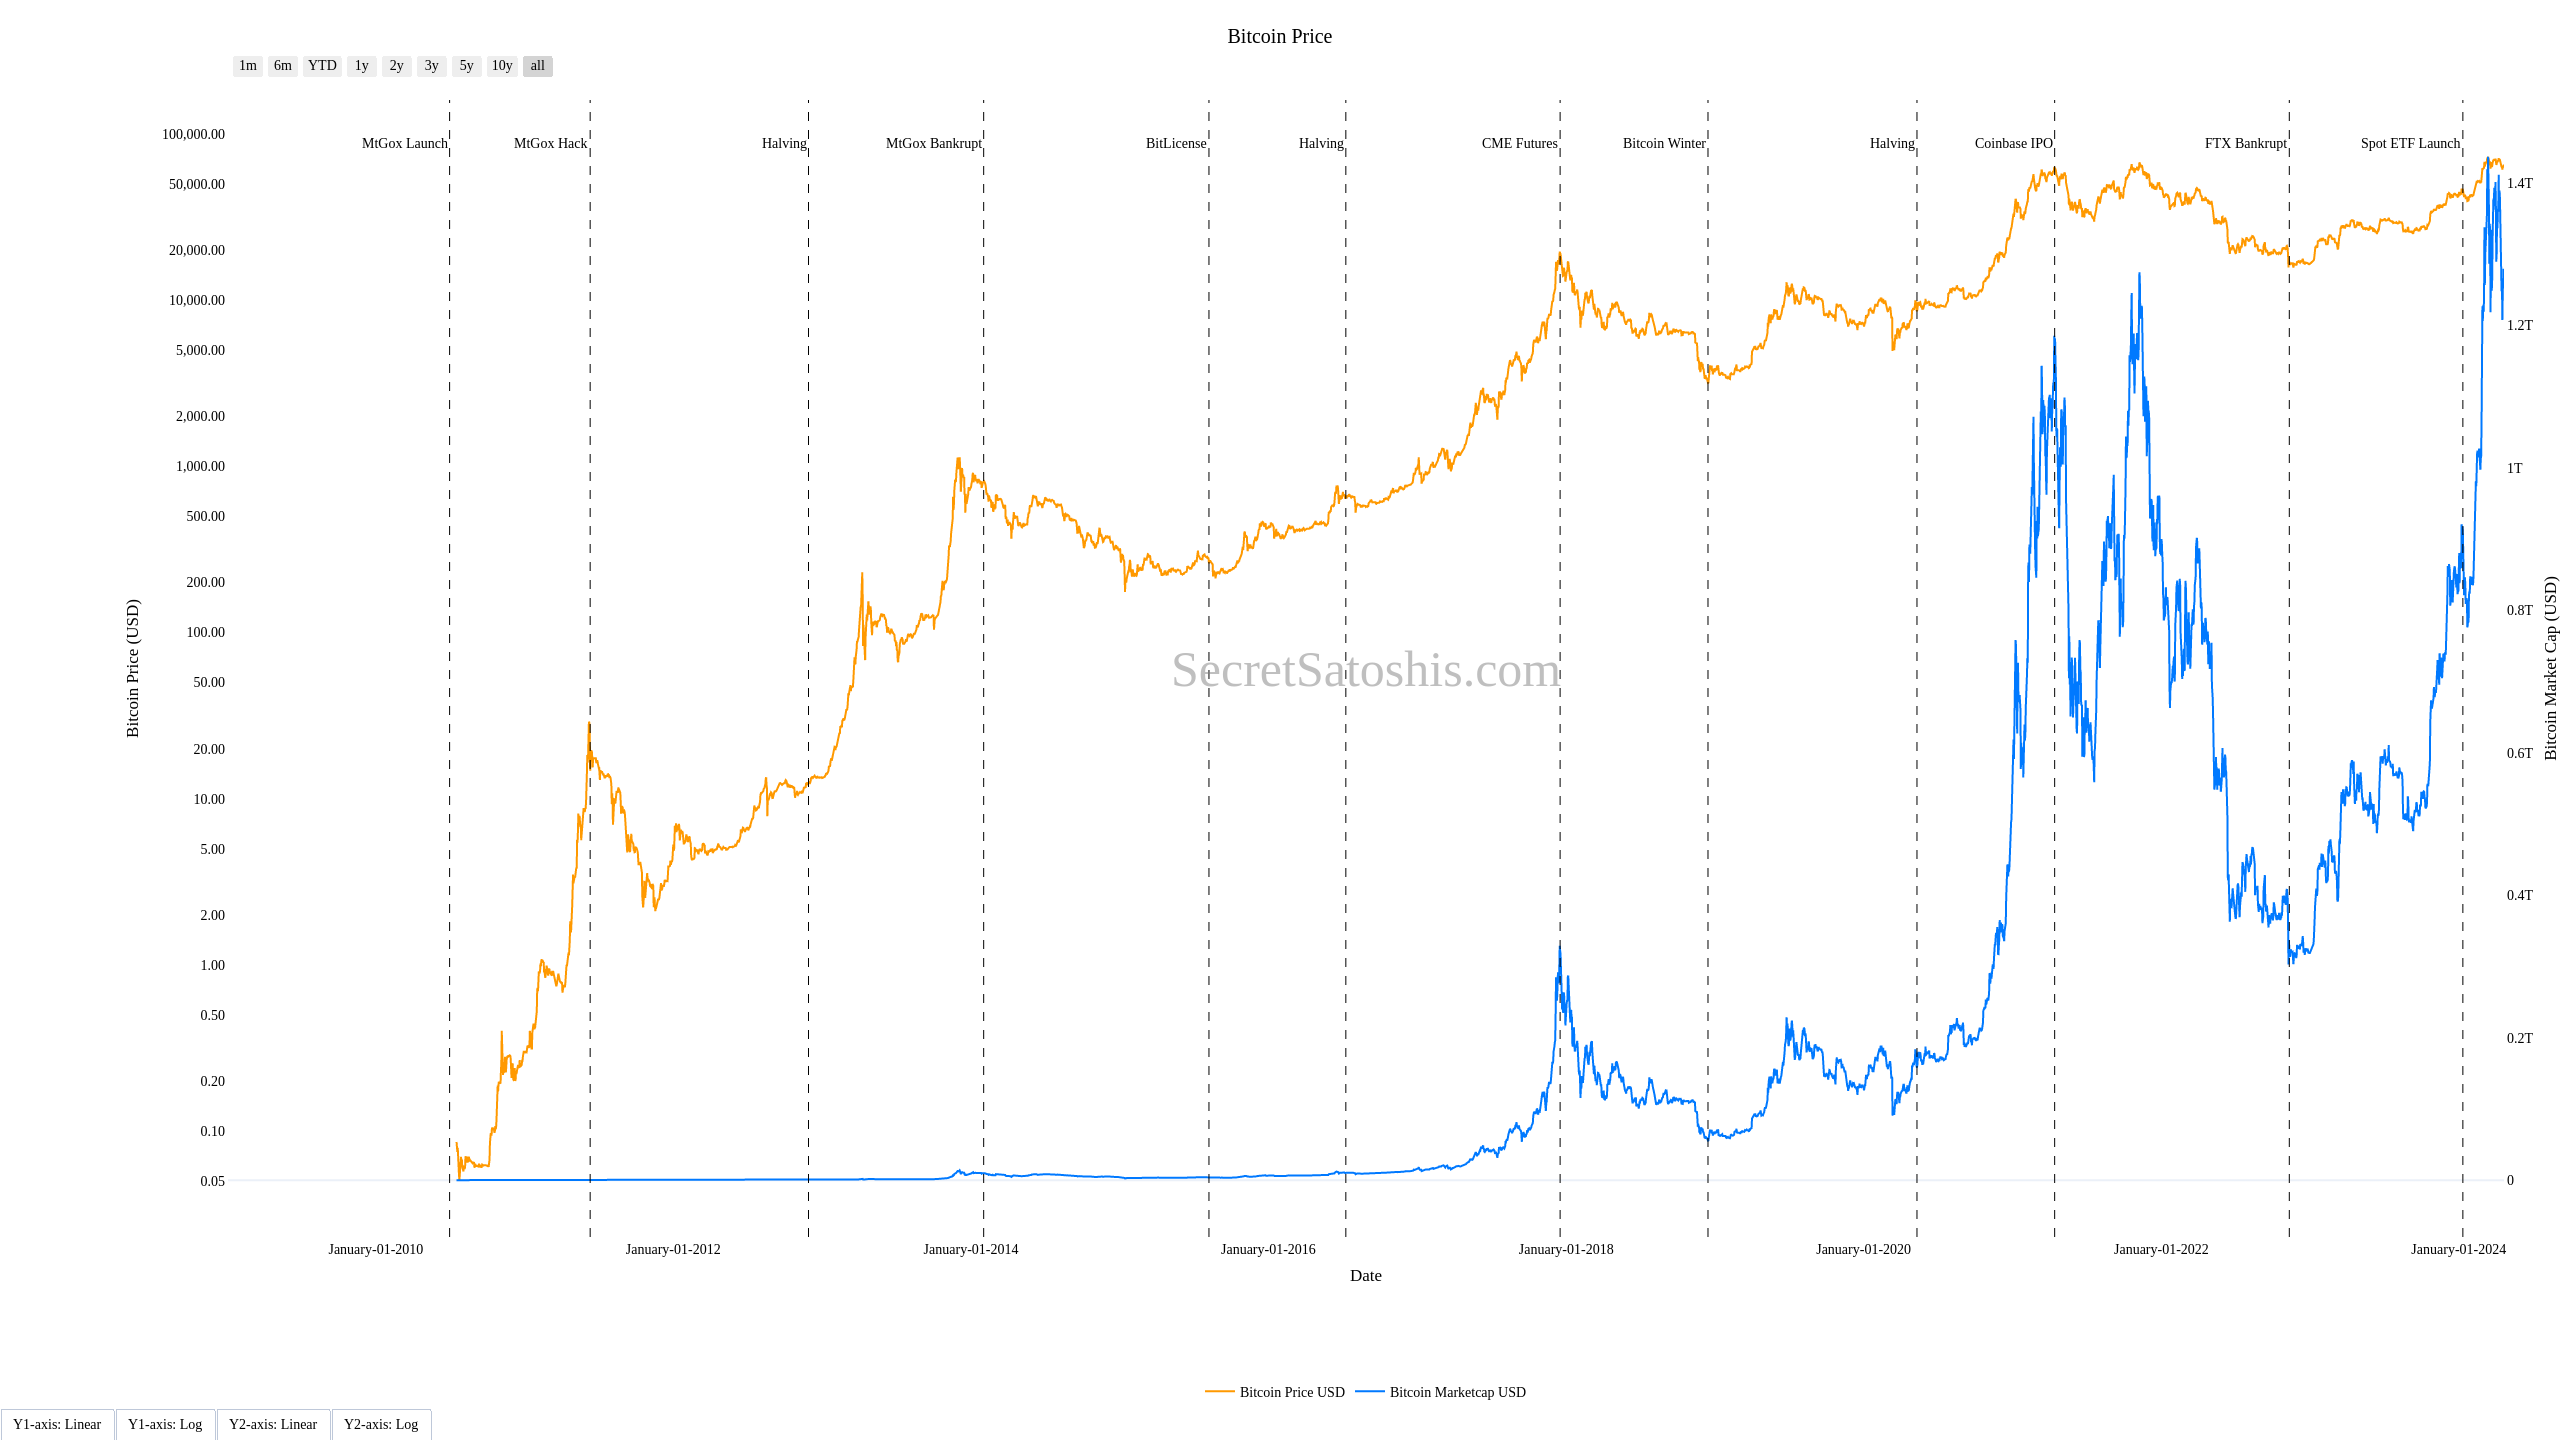 Bitcoin Price
1m 6m YTD 1y 2y 3y 5y 10y all
MtGox Launch MtGox Hack Halving MtGox Bankrupt BitLicense Halving CME Futures Bitcoin Winter Halving Coinbase IPO FTX Bankrupt Spot ETF Launch
100,000.00
50,000.00
20,000.00
10,000.00
5,000.00
2,000.00
1,000.00
500.00
200.00
100.00
50.00
20.00
10.00
5.00
2.00
1.00
0.50
0.20
0.10
0.05
Bitcoin Price (USD)
SecretSatoshis.com
1.4T
1.2T
1T
0.8T
0.6T
0.4T
0.2T
0
Bitcoin Market Cap (USD)
January-01-2010 January-01-2012 January-01-2014 January-01-2016 January-01-2018 January-01-2020 January-01-2022 January-01-2024
Date
Bitcoin Price USD Bitcoin Marketcap USD
Y1-axis: Linear Y1-axis: Log Y2-axis: Linear Y2-axis: Log